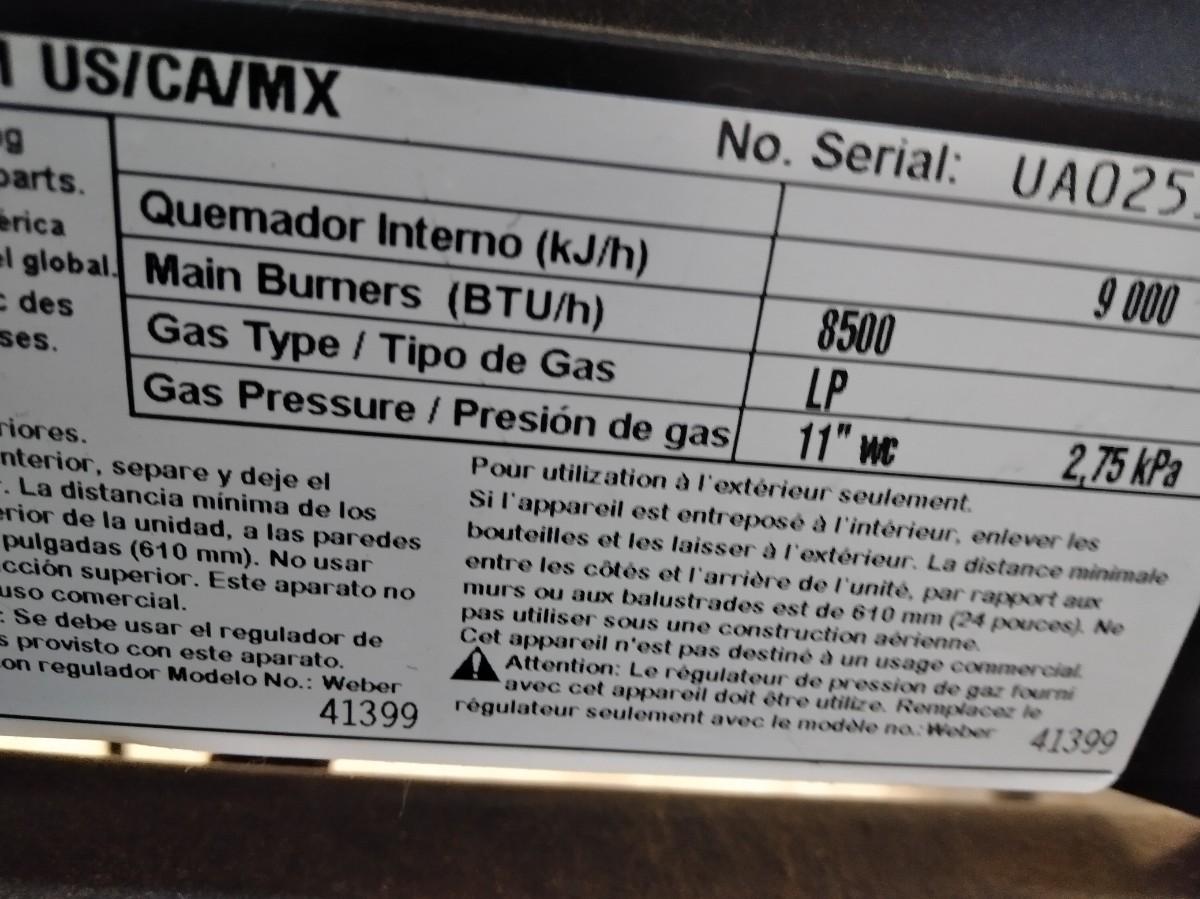 US/CA/MX
No. Serial: UA025
Quemador Interno (kJ/h) 9 000
Main Burners (BTU/h) 8500
Gas Type / Tipo de Gas LP
Gas Pressure / Presión de gas 11" wc 2,75 kPa
parts.
el global.
des
riores.
nterior, separe y deje el
. La distancia mínima de los
erior de la unidad, a las paredes
pulgadas (610 mm). No usar
cción superior. Este aparato no
uso comercial.
: Se debe usar el regulador de
s provisto con este aparato.
on regulador Modelo No.: Weber
41399
Pour utilization à l'extérieur seulement.
Si l'appareil est entreposé à l'intérieur, enlever les
bouteilles et les laisser à l'extérieur. La distance minimale
entre les côtés et l'arrière de l'unité, par rapport aux
murs ou aux balustrades est de 610 mm (24 pouces). Ne
pas utiliser sous une construction aérienne.
Cet appareil n'est pas destiné à un usage commercial.
Attention: Le régulateur de pression de gaz fourni
avec cet appareil doit être utilize. Remplacez le
régulateur seulement avec le modèle no.: Weber 41399